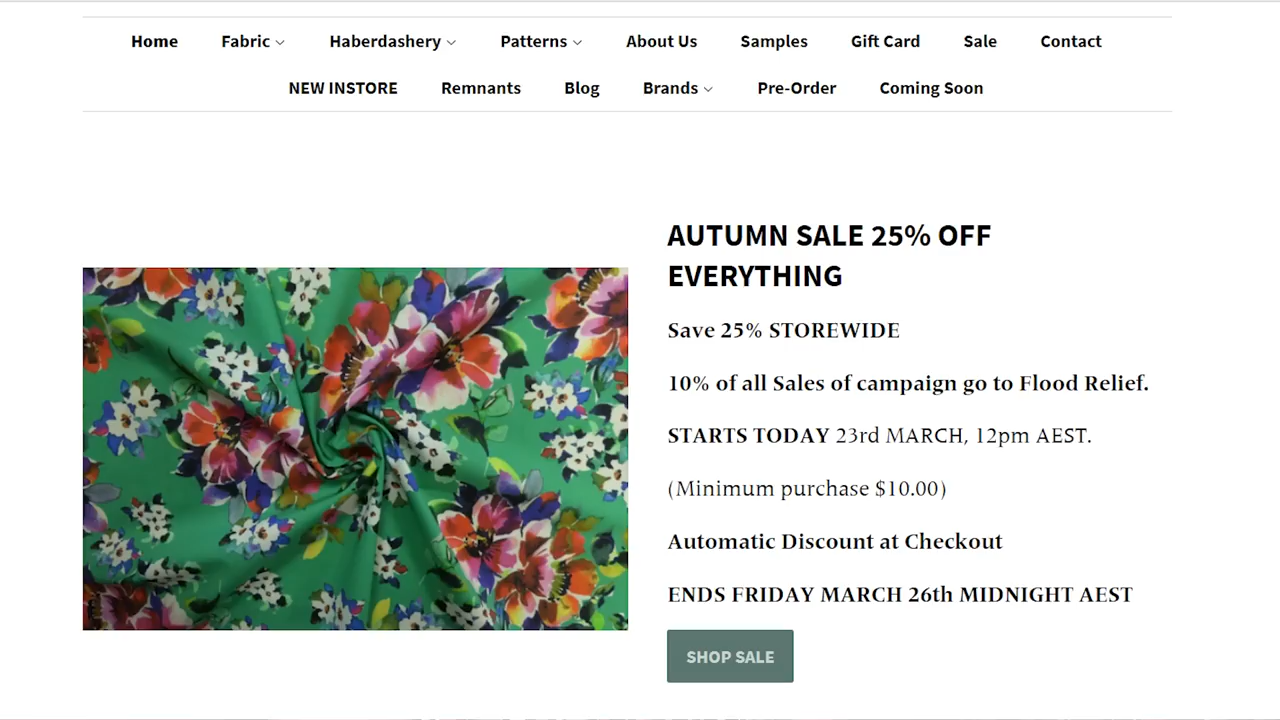 Home Fabric Haberdashery Patterns About Us Samples Gift Card Sale Contact
NEW INSTORE Remnants Blog Brands Pre-Order Coming Soon
AUTUMN SALE 25% OFF
EVERYTHING
Save 25% STOREWIDE
10% of all Sales of campaign go to Flood Relief.
STARTS TODAY 23rd MARCH, 12pm AEST.
(Minimum purchase $10.00)
Automatic Discount at Checkout
ENDS FRIDAY MARCH 26th MIDNIGHT AEST
SHOP SALE